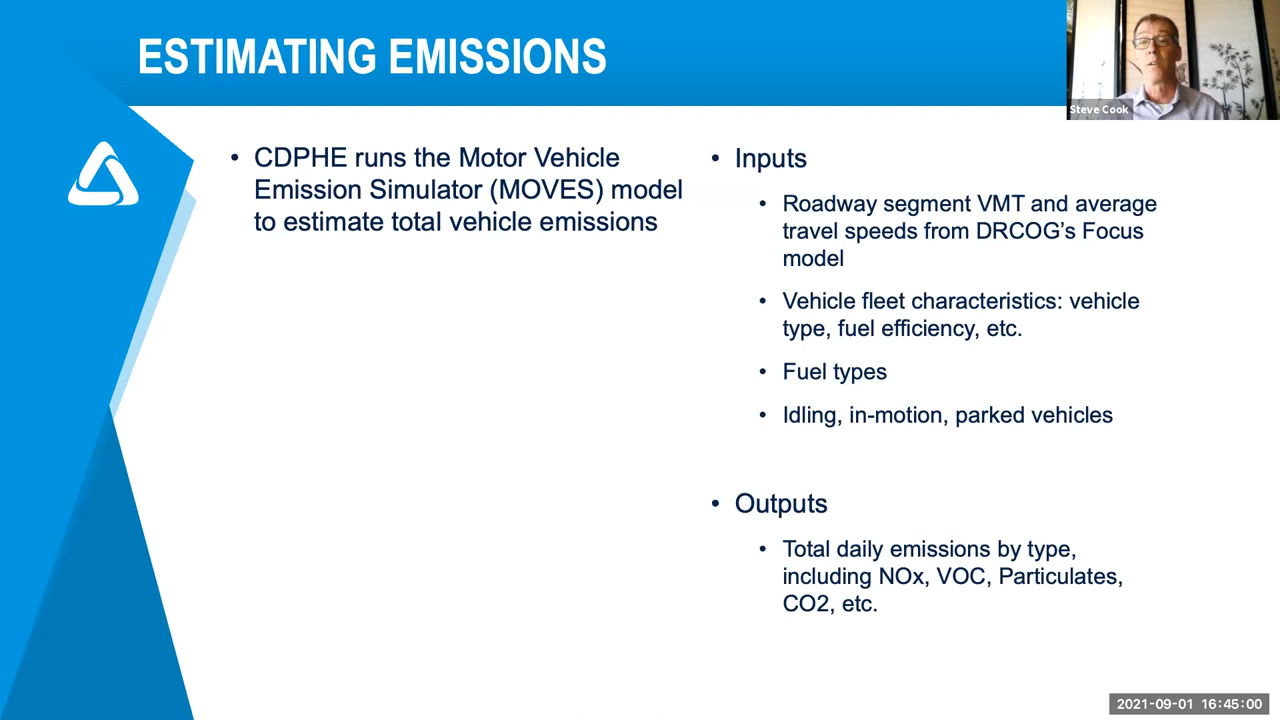 ESTIMATING EMISSIONS
Steve Cook
• CDPHE runs the Motor Vehicle
Emission Simulator (MOVES) model
to estimate total vehicle emissions
• Inputs
• Roadway segment VMT and average
travel speeds from DRCOG’s Focus
model
• Vehicle fleet characteristics: vehicle
type, fuel efficiency, etc.
• Fuel types
• Idling, in-motion, parked vehicles
• Outputs
• Total daily emissions by type,
including NOx, VOC, Particulates,
CO2, etc.
2021-09-01 16:45:00